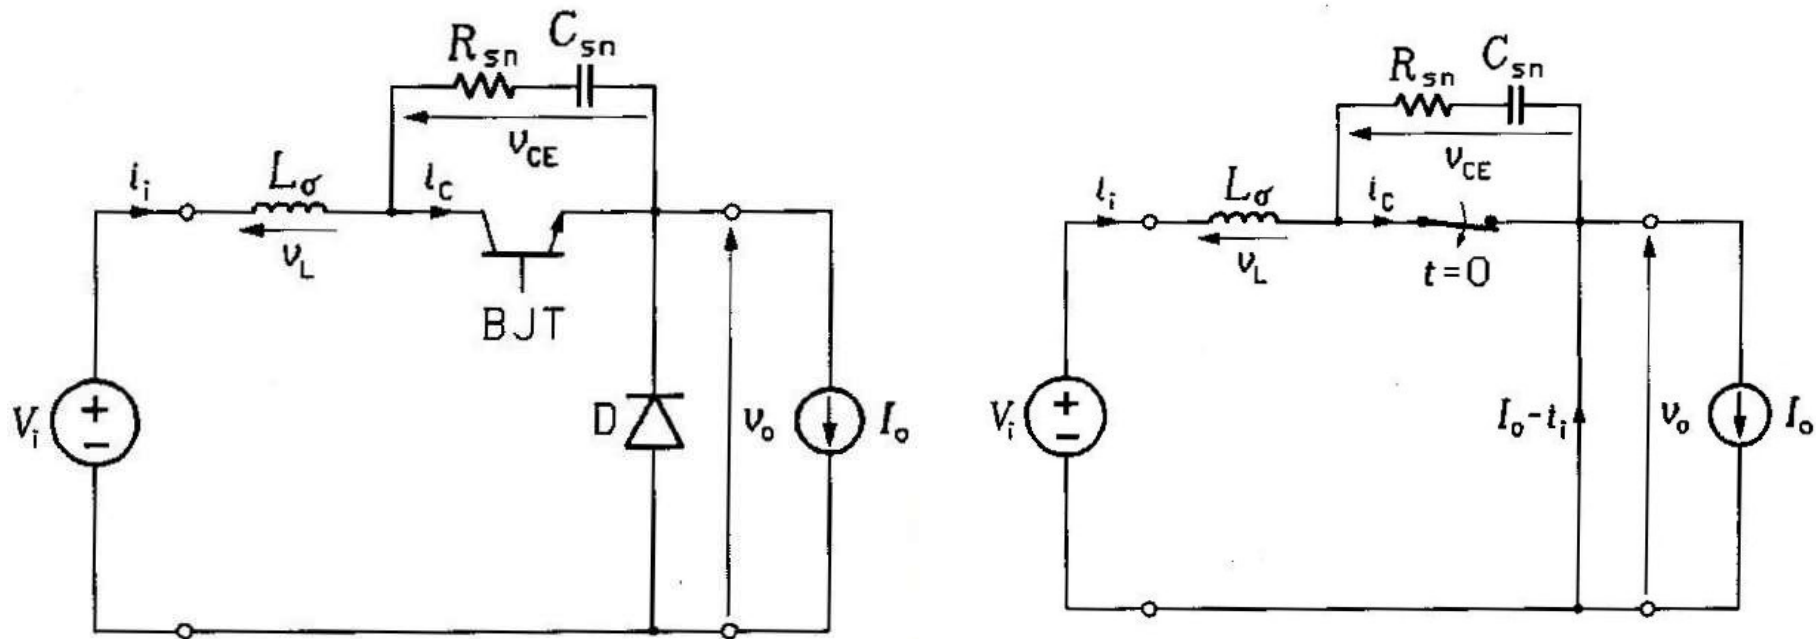 R_sn C_sn
v_CE
i_i L_σ i_C
v_L
BJT
V_i + − D v_o I_o
R_sn C_sn
v_CE
i_i L_σ i_C
v_L t=0
V_i + − I_o-i_i v_o I_o